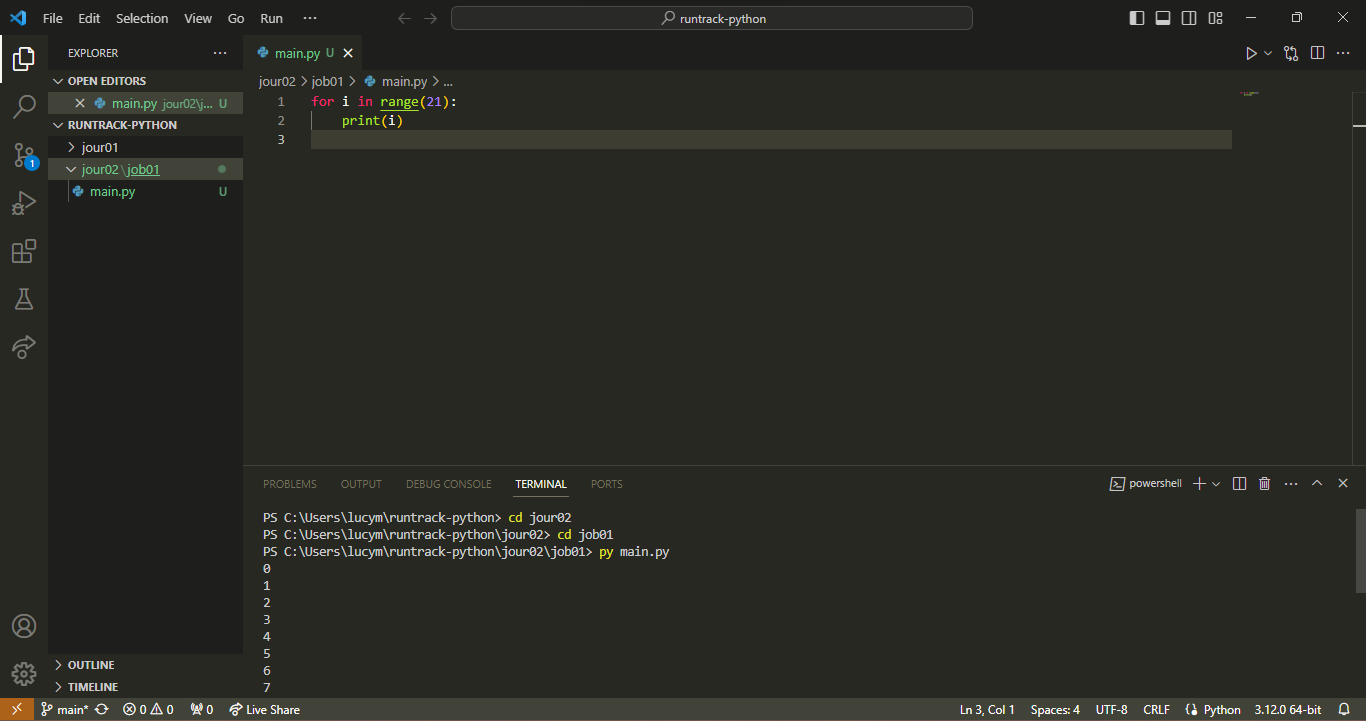 File Edit Selection View Go Run ··· runtrack-python
EXPLORER ···
OPEN EDITORS
main.py jour02\j... U
RUNTRACK-PYTHON
jour01
jour02\job01
main.py U
OUTLINE
TIMELINE
main.py U
jour02 > job01 > main.py > ...
1 for i in range(21):
2 print(i)
3
PROBLEMS OUTPUT DEBUG CONSOLE TERMINAL PORTS powershell
PS C:\Users\lucym\runtrack-python> cd jour02
PS C:\Users\lucym\runtrack-python\jour02> cd job01
PS C:\Users\lucym\runtrack-python\jour02\job01> py main.py
0
1
2
3
4
5
6
7
1
main* 0 0 0 Live Share Ln 3, Col 1 Spaces: 4 UTF-8 CRLF Python 3.12.0 64-bit